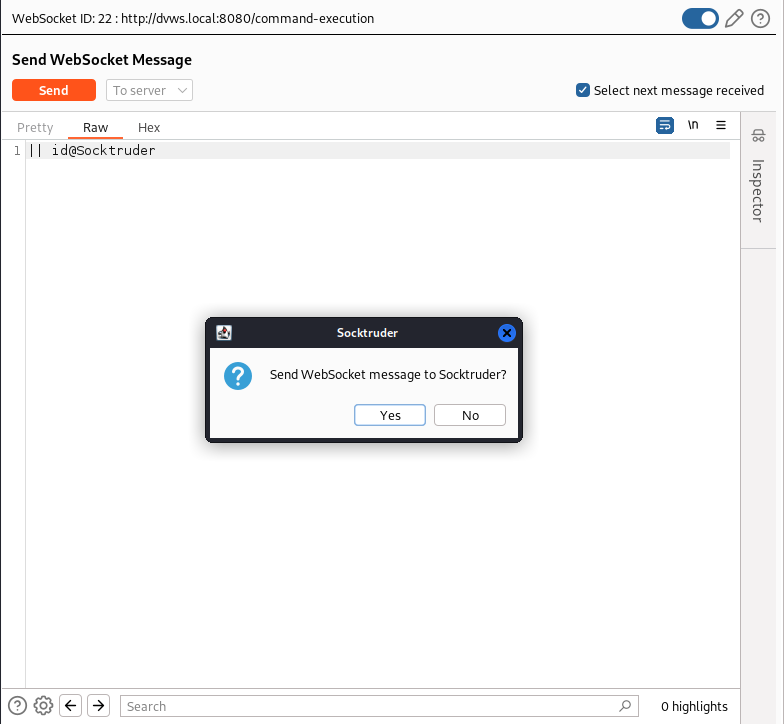 WebSocket ID: 22 : http://dvws.local:8080/command-execution
Send WebSocket Message
Send To server Select next message received
Pretty Raw Hex \n
1 || id@Socktruder
Inspector
Socktruder
Send WebSocket message to Socktruder?
Yes No
Search 0 highlights